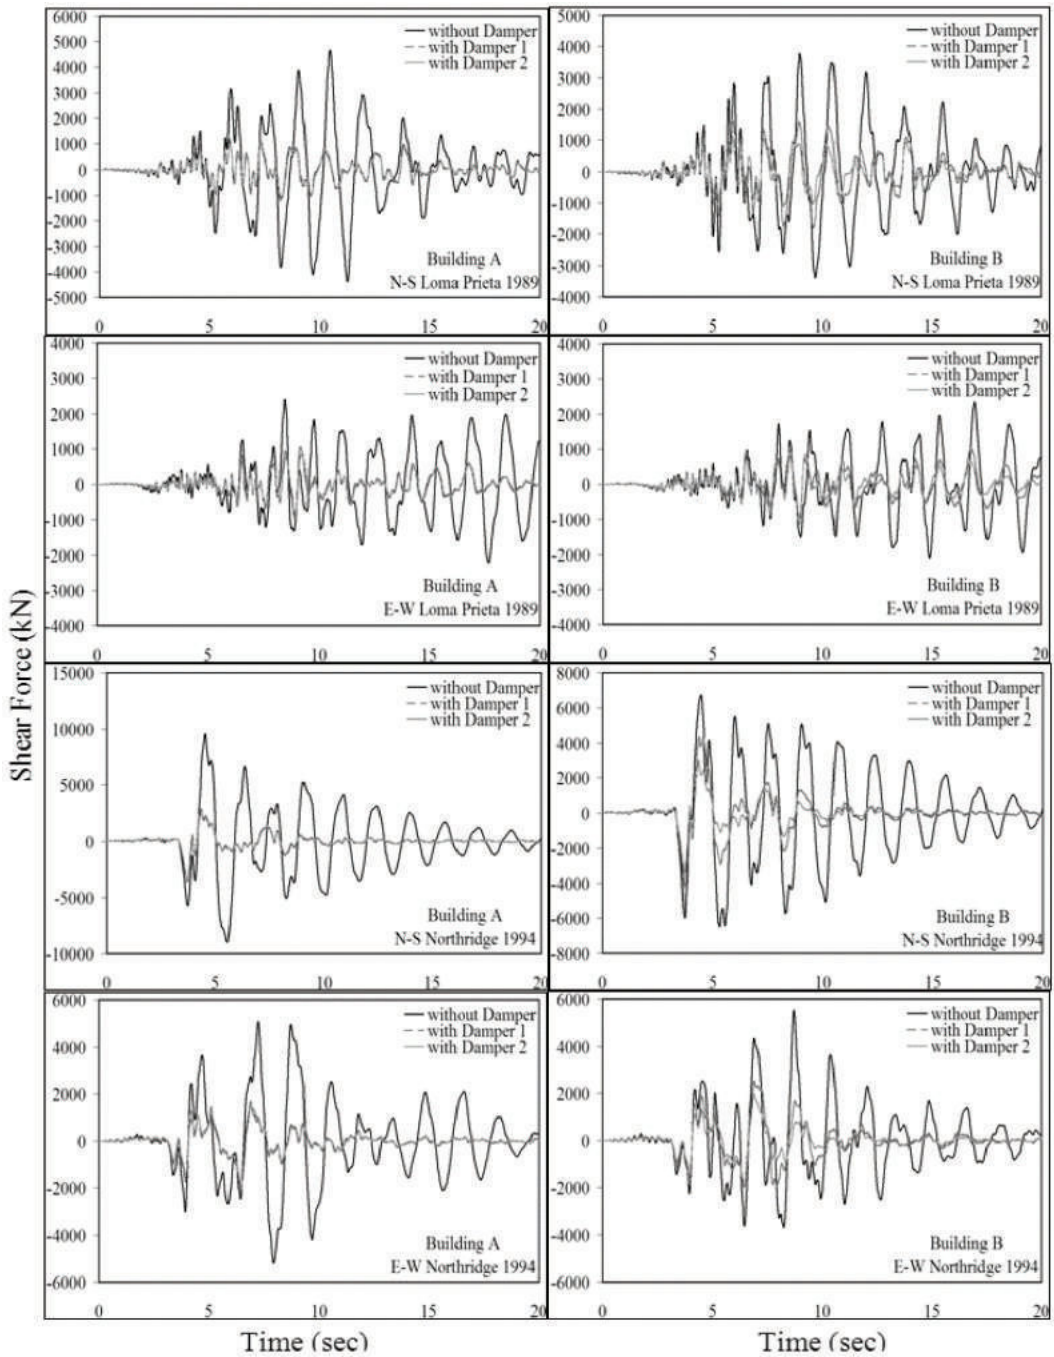 Shear Force (kN)
6000
5000
4000
3000
2000
1000
0
-1000
-2000
-3000
-4000
-5000
without Damper
with Damper 1
with Damper 2
Building A
N-S Loma Prieta 1989
0 5 10 15 20
5000
4000
3000
2000
1000
0
-1000
-2000
-3000
-4000
without Damper
with Damper 1
with Damper 2
Building B
N-S Loma Prieta 1989
0 5 10 15 20
4000
3000
2000
1000
0
-1000
-2000
-3000
-4000
without Damper
with Damper 1
with Damper 2
Building A
E-W Loma Prieta 1989
0 5 10 15 20
4000
3000
2000
1000
0
-1000
-2000
-3000
-4000
without Damper
with Damper 1
with Damper 2
Building B
E-W Loma Prieta 1989
0 5 10 15 20
15000
10000
5000
0
-5000
-10000
without Damper
with Damper 1
with Damper 2
Building A
N-S Northridge 1994
0 5 10 15 20
8000
6000
4000
2000
0
-2000
-4000
-6000
-8000
without Damper
with Damper 1
with Damper 2
Building B
N-S Northridge 1994
0 5 10 15 20
6000
4000
2000
0
-2000
-4000
-6000
without Damper
with Damper 1
with Damper 2
Building A
E-W Northridge 1994
0 5 10 15 20
6000
4000
2000
0
-2000
-4000
-6000
without Damper
with Damper 1
with Damper 2
Building B
E-W Northridge 1994
0 5 10 15 20
Time (sec)
Time (sec)